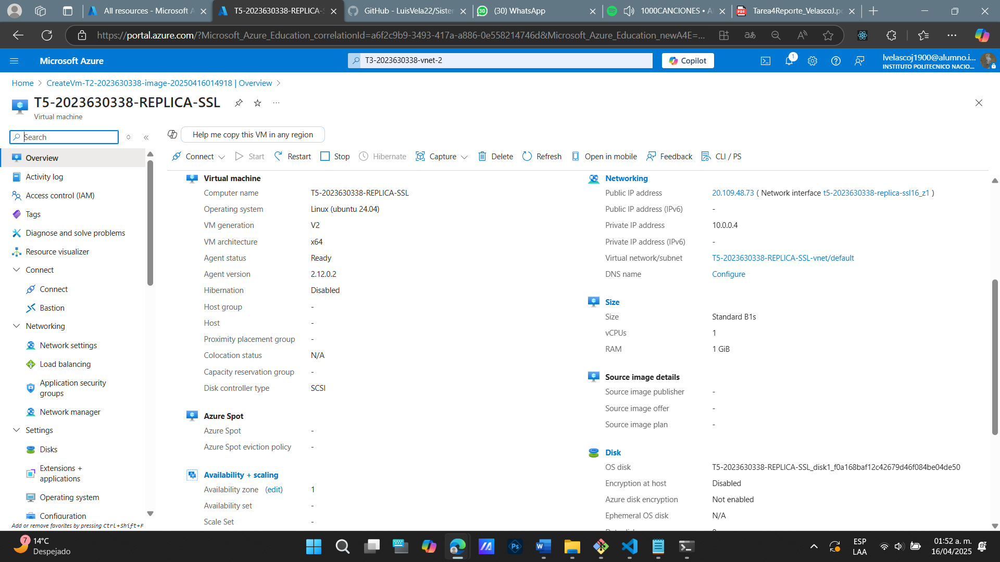 All resources - Microsoft A
T5-2023630338-REPLICA-S
GitHub - LuisVela22/Sister
(30) WhatsApp
1000CANCIONES • A
Tarea4Reporte_VelascoJ.p
https://portal.azure.com/?Microsoft_Azure_Education_correlationId=a6f2c9b9-3493-417a-a886-0e558214746d&Microsoft_Azure_Education_newA4E=...
Microsoft Azure
T3-2023630338-vnet-2
Copilot
1
lvelascoj1900@alumno.i...
INSTITUTO POLITECNICO NACIO...
Home > CreateVm-T2-2023630338-image-20250416014918 | Overview >
T5-2023630338-REPLICA-SSL
Virtual machine
Search
Help me copy this VM in any region
Connect Start Restart Stop Hibernate Capture Delete Refresh Open in mobile Feedback CLI / PS
Overview
Activity log
Access control (IAM)
Tags
Diagnose and solve problems
Resource visualizer
Connect
Connect
Bastion
Networking
Network settings
Load balancing
Application security
groups
Network manager
Settings
Disks
Extensions +
applications
Operating system
Configuration
Add or remove favorites by pressing Ctrl+Shift+F
Virtual machine
Computer name T5-2023630338-REPLICA-SSL
Operating system Linux (ubuntu 24.04)
VM generation V2
VM architecture x64
Agent status Ready
Agent version 2.12.0.2
Hibernation Disabled
Host group -
Host -
Proximity placement group -
Colocation status N/A
Capacity reservation group -
Disk controller type SCSI
Azure Spot
Azure Spot -
Azure Spot eviction policy -
Availability + scaling
Availability zone (edit) 1
Availability set -
Scale Set -
Networking
Public IP address 20.109.48.73 ( Network interface t5-2023630338-replica-ssl16_z1 )
Public IP address (IPv6) -
Private IP address 10.0.0.4
Private IP address (IPv6) -
Virtual network/subnet T5-2023630338-REPLICA-SSL-vnet/default
DNS name Configure
Size
Size Standard B1s
vCPUs 1
RAM 1 GiB
Source image details
Source image publisher -
Source image offer -
Source image plan -
Disk
OS disk T5-2023630338-REPLICA-SSL_disk1_f0a168baf12c42679d46f084be04de50
Encryption at host Disabled
Azure disk encryption Not enabled
Ephemeral OS disk N/A
7
14°C
Despejado
ESP
LAA
01:52 a. m.
16/04/2025